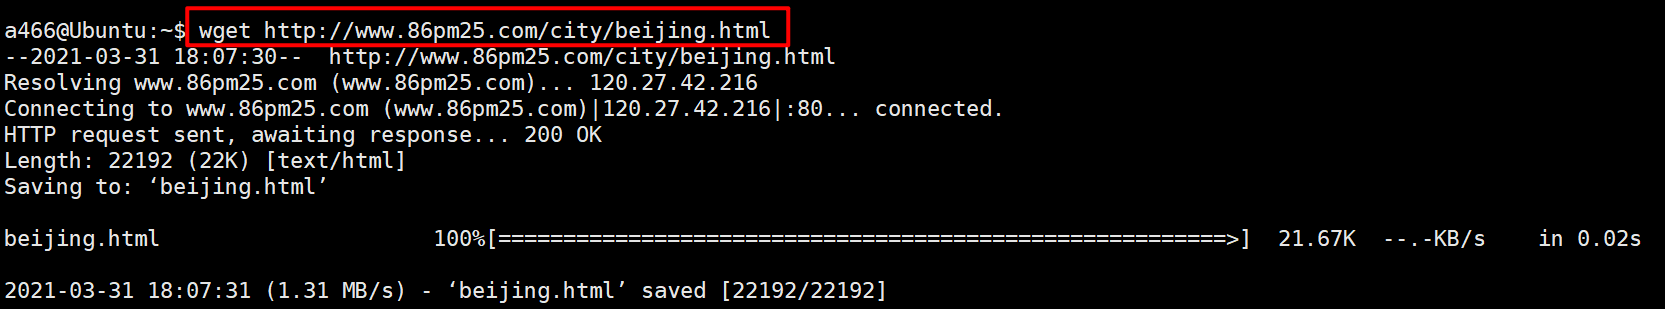 a466@Ubuntu:~$ wget http://www.86pm25.com/city/beijing.html
--2021-03-31 18:07:30--  http://www.86pm25.com/city/beijing.html
Resolving www.86pm25.com (www.86pm25.com)... 120.27.42.216
Connecting to www.86pm25.com (www.86pm25.com)|120.27.42.216|:80... connected.
HTTP request sent, awaiting response... 200 OK
Length: 22192 (22K) [text/html]
Saving to: ‘beijing.html’
beijing.html                     100%[========================================================>]  21.67K  --.-KB/s    in 0.02s
2021-03-31 18:07:31 (1.31 MB/s) - ‘beijing.html’ saved [22192/22192]